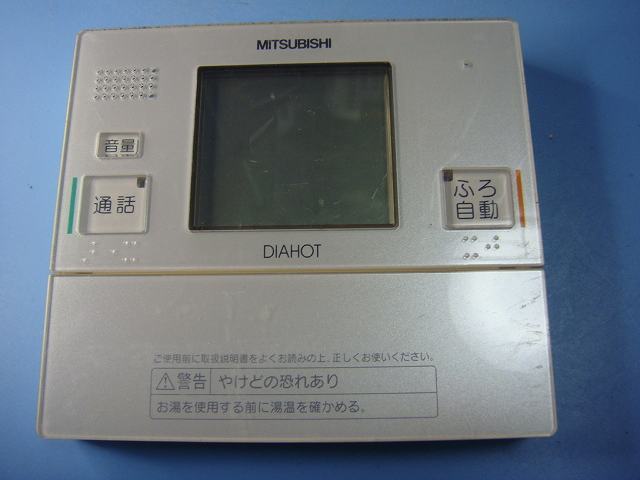 MITSUBISHI
音量
通話
ふろ
自動
DIAHOT
ご使用前に取扱説明書をよくお読みの上、正しくお使いください。
警告 やけどの恐れあり
お湯を使用する前に湯温を確かめる。